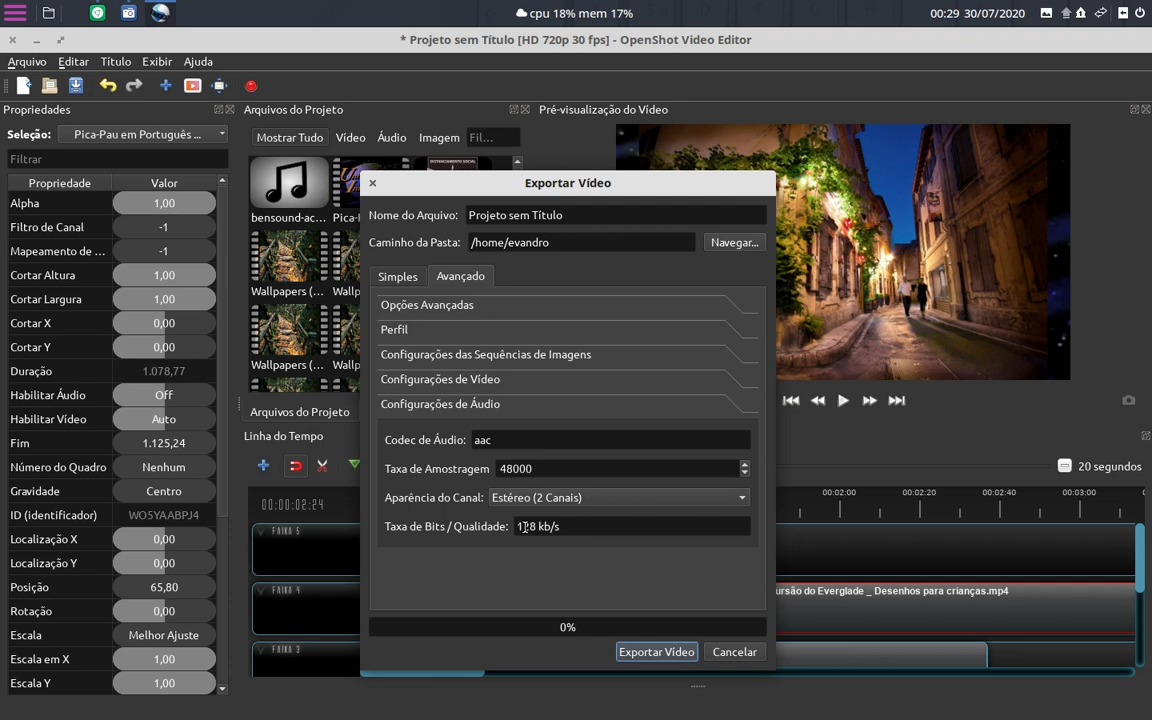 cpu 18% mem 17%
00:29 30/07/2020
* Projeto sem Título [HD 720p 30 fps] - OpenShot Video Editor
Arquivo Editar Título Exibir Ajuda
Propriedades
Seleção: Pica-Pau em Português ...
Filtrar
Propriedade Valor
Alpha 1,00
Filtro de Canal -1
Mapeamento de ... -1
Cortar Altura 1,00
Cortar Largura 1,00
Cortar X 0,00
Cortar Y 0,00
Duração 1.078,77
Habilitar Áudio Off
Habilitar Vídeo Auto
Fim 1.125,24
Número do Quadro Nenhum
Gravidade Centro
ID (identificador) WO5YAABPJ4
Localização X 0,00
Localização Y 0,00
Posição 65,80
Rotação 0,00
Escala Melhor Ajuste
Escala em X 1,00
Escala Y 1,00
Arquivos do Projeto
Mostrar Tudo Vídeo Áudio Imagem Fil...
DISTANCIAMENTO SOCIAL
bensound-ac... Pica-
Wallpapers (... Wal
Wallpapers (... Wal
Arquivos do Projeto
Pré-visualização do Vídeo
Exportar Vídeo
Nome do Arquivo: Projeto sem Título
Caminho da Pasta: /home/evandro Navegar...
Simples Avançado
Opções Avançadas
Perfil
Configurações das Sequências de Imagens
Configurações de Vídeo
Configurações de Áudio
Codec de Áudio: aac
Taxa de Amostragem 48000
Aparência do Canal: Estéreo (2 Canais)
Taxa de Bits / Qualidade: 128 kb/s
0%
Exportar Vídeo Cancelar
Linha do Tempo
20 segundos
00:00:02:24
00:02:00 00:02:20 00:02:40 00:03:00
FAIXA 5
FAIXA 4
ursão do Everglade _ Desenhos para crianças.mp4
FAIXA 3